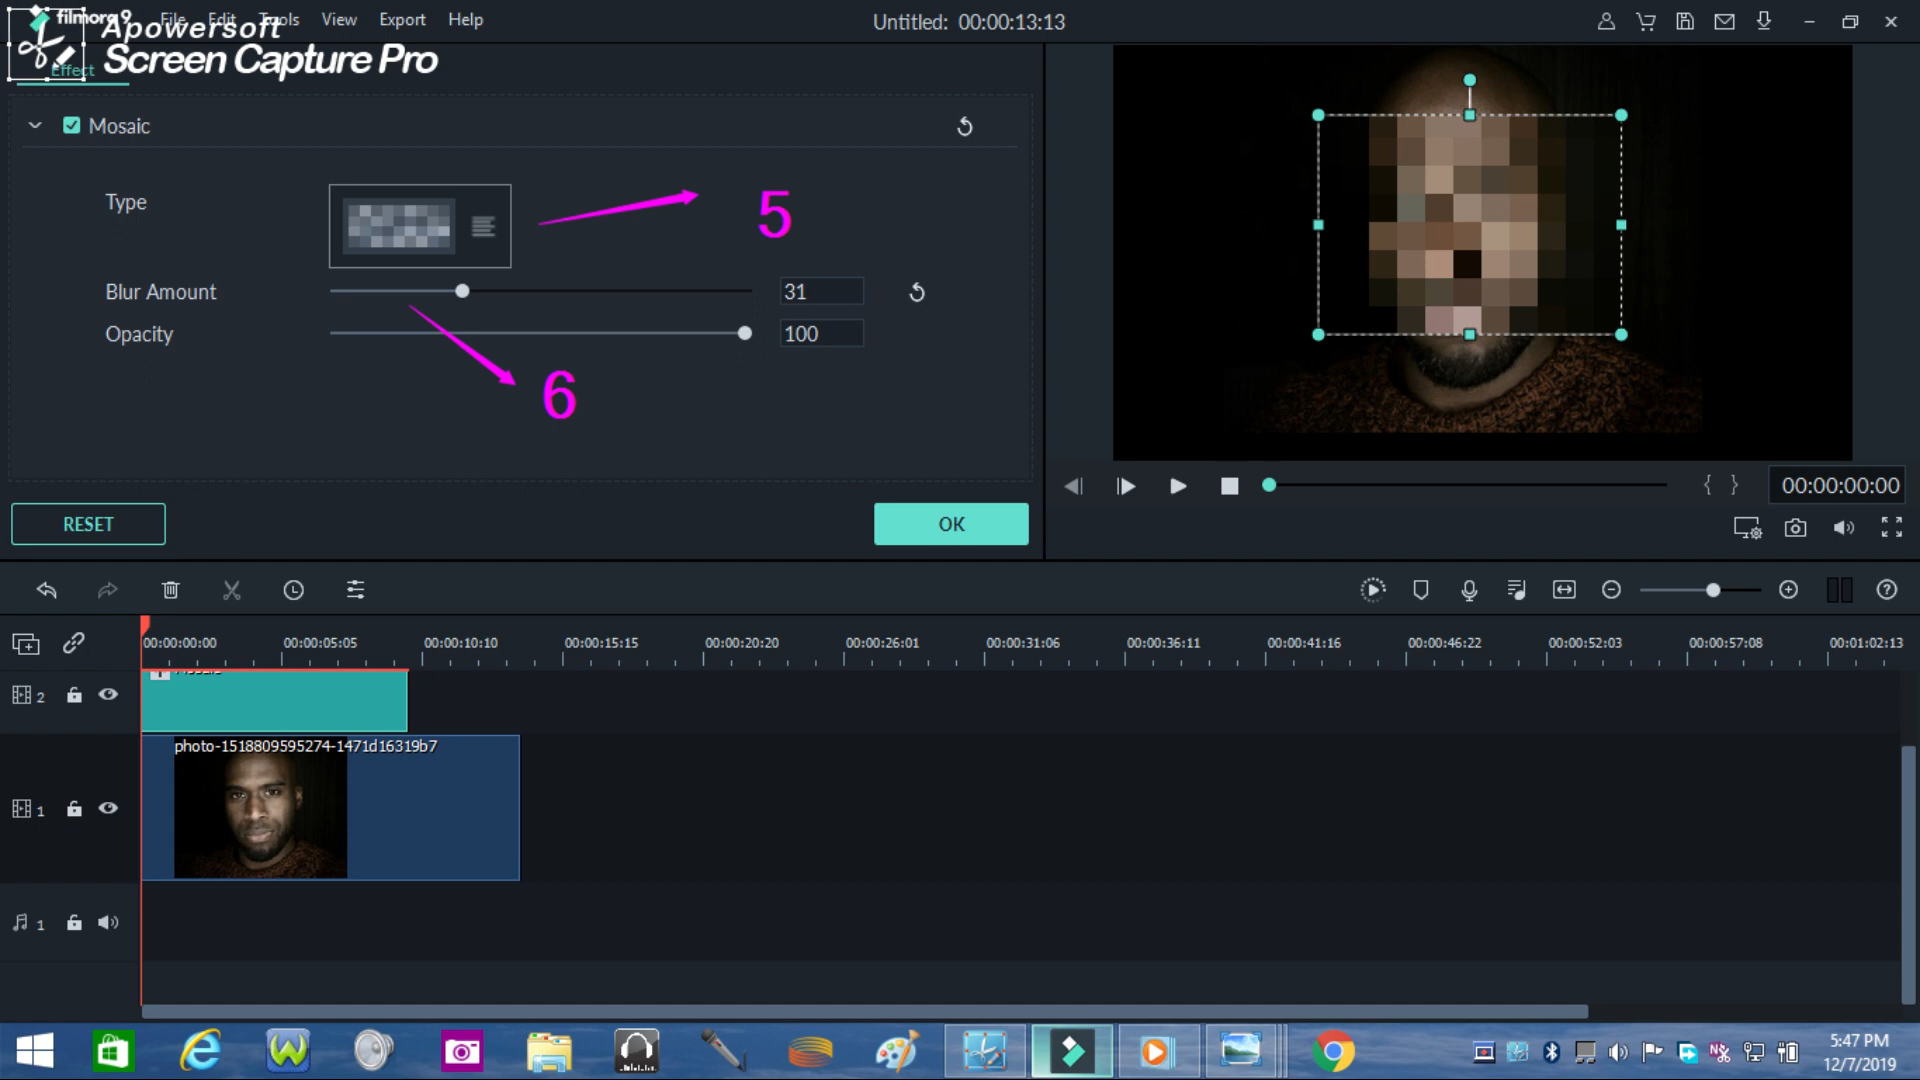 filmora9 File Edit Tools View Export Help Untitled: 00:00:13:13
Apowersoft
Screen Capture Pro
Effect
Mosaic
Type
5
Blur Amount 31
Opacity 100
6
RESET OK
00:00:00:00
00:00:00:00 00:00:05:05 00:00:10:10 00:00:15:15 00:00:20:20 00:00:26:01 00:00:31:06 00:00:36:11 00:00:41:16 00:00:46:22 00:00:52:03 00:00:57:08 00:01:02:13
2
photo-1518809595274-1471d16319b7
1
1
5:47 PM
12/7/2019